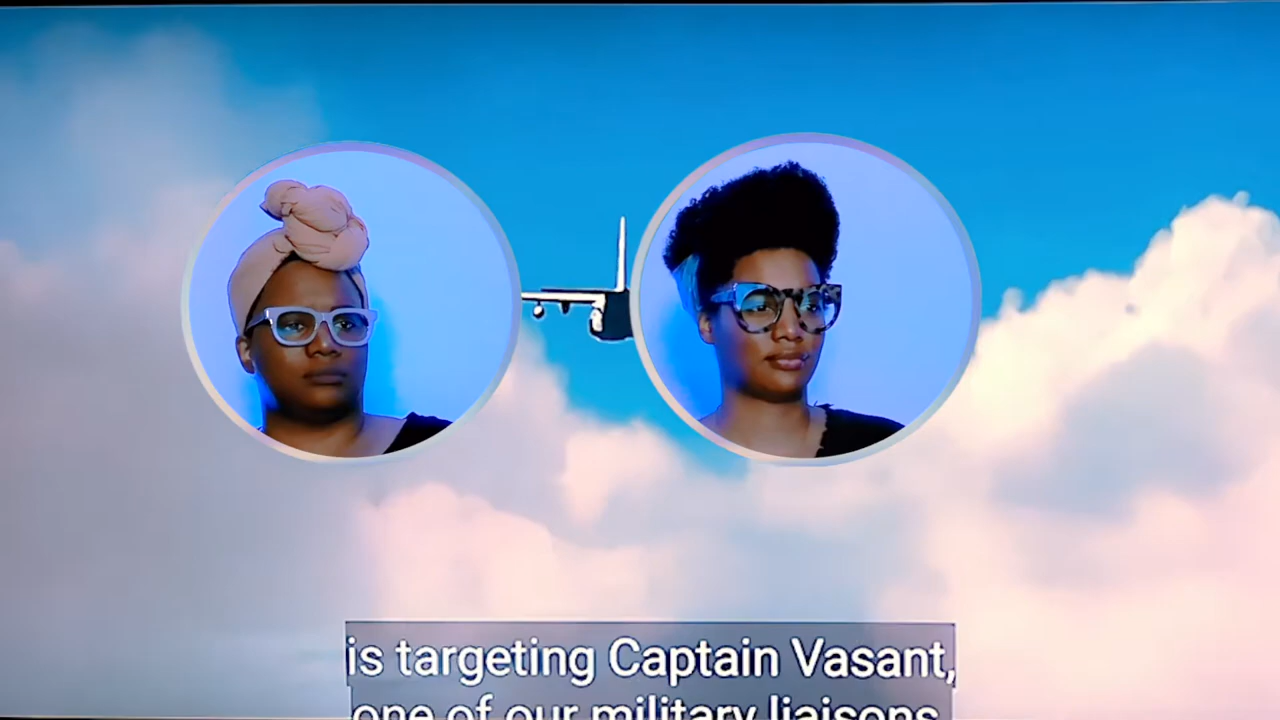 is targeting Captain Vasant,
one of our military liaisons